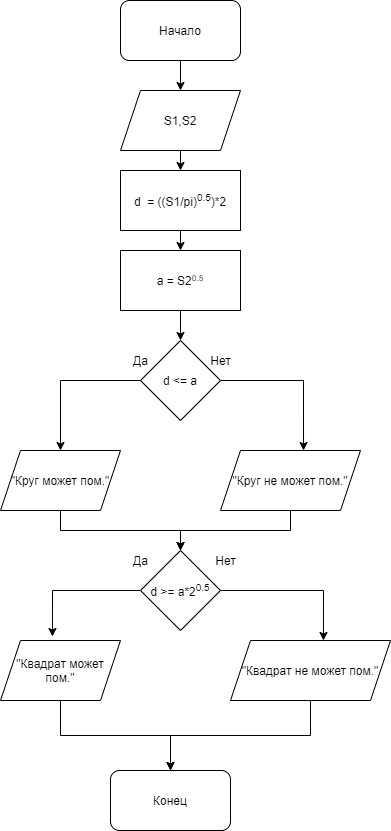 Начало
S1,S2
d = ((S1/pi)^0.5)*2
a = S2^0.5
Да
Нет
d <= a
"Круг может пом."
"Круг не может пом."
Да
Нет
d >= a*2^0.5
"Квадрат может
пом."
"Квадрат не может пом."
Конец